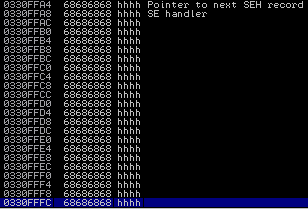 0330FFA4 68686868 hhhh Pointer to next SEH record
0330FFA8 68686868 hhhh SE handler
0330FFAC 68686868 hhhh
0330FFB0 68686868 hhhh
0330FFB4 68686868 hhhh
0330FFB8 68686868 hhhh
0330FFBC 68686868 hhhh
0330FFC0 68686868 hhhh
0330FFC4 68686868 hhhh
0330FFC8 68686868 hhhh
0330FFCC 68686868 hhhh
0330FFD0 68686868 hhhh
0330FFD4 68686868 hhhh
0330FFD8 68686868 hhhh
0330FFDC 68686868 hhhh
0330FFE0 68686868 hhhh
0330FFE4 68686868 hhhh
0330FFE8 68686868 hhhh
0330FFEC 68686868 hhhh
0330FFF0 68686868 hhhh
0330FFF4 68686868 hhhh
0330FFF8 68686868 hhhh
0330FFFC 68686868 hhhh